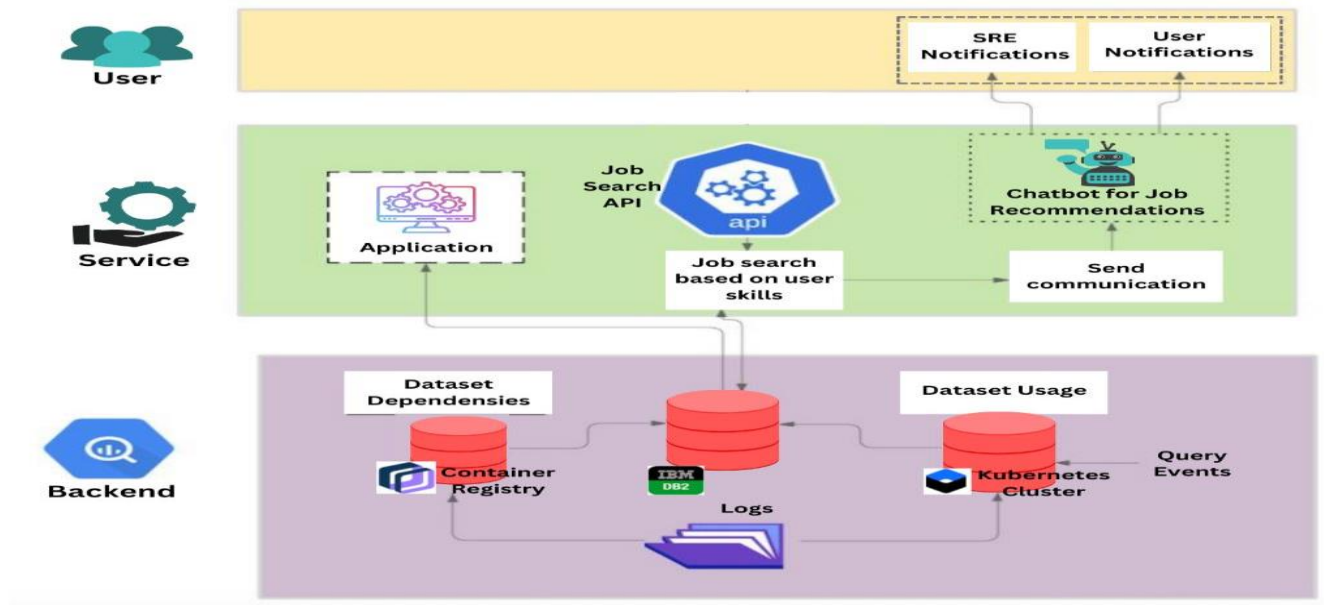 User
SRE
Notifications
User
Notifications
Service
Application
Job
Search
API
api
Job search
based on user
skills
Chatbot for Job
Recommendations
Send
communication
Backend
Dataset
Dependensies
Container
Registry
IBM
DB2
Dataset Usage
Kubernetes
Cluster
Query
Events
Logs